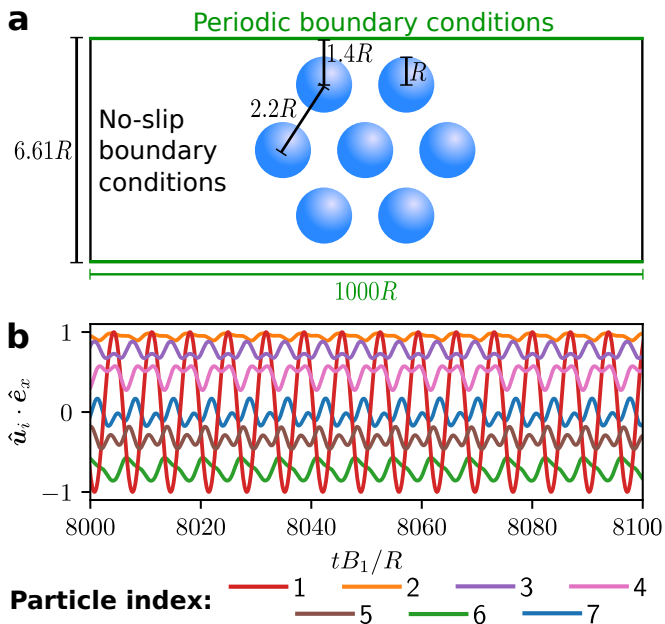 a
Periodic boundary conditions
1.4R
R
2.2R
6.61R
No-slip
boundary
conditions
1000R
b
1
0
−1
û_i · ê_x
8000 8020 8040 8060 8080 8100
tB_1/R
Particle index: 1 2 3 4
5 6 7